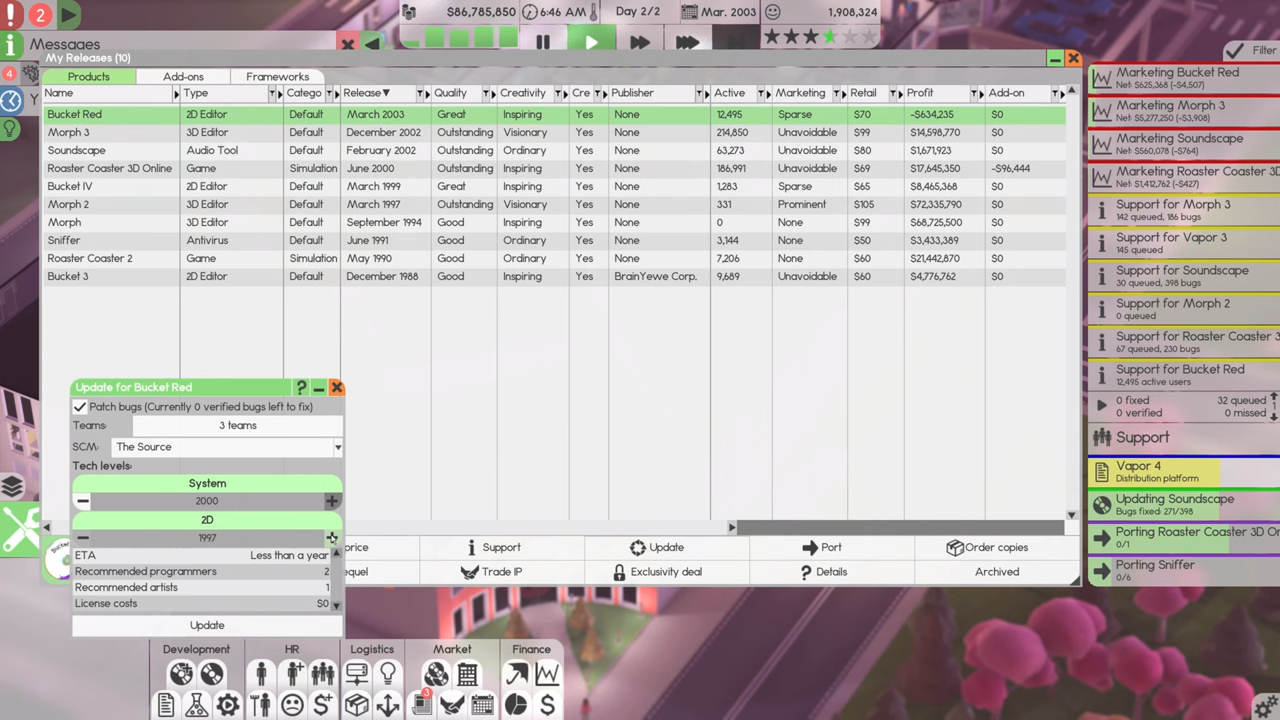 2
$86,785,850
6:46 AM
Day 2/2
Mar. 2003
1,908,324
Messages
Filter
My Releases (10)
Products Add-ons Frameworks
Name Type Catego Release Quality Creativity Cre Publisher Active Marketing Retail Profit Add-on
Bucket Red 2D Editor Default March 2003 Great Inspiring Yes None 12,495 Sparse $70 -$634,235 $0
Morph 3 3D Editor Default December 2002 Outstanding Visionary Yes None 214,850 Unavoidable $99 $14,598,770 $0
Soundscape Audio Tool Default February 2002 Outstanding Ordinary Yes None 63,273 Unavoidable $80 $1,671,923 $0
Roaster Coaster 3D Online Game Simulation June 2000 Outstanding Inspiring Yes None 186,991 Unavoidable $69 $17,645,350 -$96,444
Bucket IV 2D Editor Default March 1999 Great Inspiring Yes None 1,283 Sparse $65 $8,465,368 $0
Morph 2 3D Editor Default March 1997 Outstanding Visionary Yes None 331 Prominent $105 $72,335,790 $0
Morph 3D Editor Default September 1994 Good Inspiring Yes None 0 None $99 $68,725,500 $0
Sniffer Antivirus Default June 1991 Good Ordinary Yes None 3,144 None $50 $3,433,389 $0
Roaster Coaster 2 Game Simulation May 1990 Good Ordinary Yes None 7,206 None $60 $21,442,870 $0
Bucket 3 2D Editor Default December 1988 Good Inspiring Yes BrainYewe Corp. 9,689 Unavoidable $60 $4,776,762 $0
4
Y
Marketing Bucket Red
Net: $625,368 (-$4,507)
Marketing Morph 3
Net: $5,277,250 (-$3,908)
Marketing Soundscape
Net: $560,078 (-$764)
Marketing Roaster Coaster 3D
Net: $1,412,762 (-$427)
Support for Morph 3
142 queued, 186 bugs
Support for Vapor 3
145 queued
Support for Soundscape
30 queued, 398 bugs
Support for Morph 2
0 queued
Support for Roaster Coaster 3
67 queued, 230 bugs
Support for Bucket Red
12,495 active users
0 fixed 32 queued
0 verified 0 missed
1
Support
Vapor 4
Distribution platform
Updating Soundscape
Bugs fixed: 271/398
Porting Roaster Coaster 3D On
0/1
Porting Sniffer
0/6
Update for Bucket Red
?
Patch bugs (Currently 0 verified bugs left to fix)
Teams: 3 teams
SCM: The Source
Tech levels:
System
2000
2D
1997
ETA Less than a year
Recommended programmers 2
Recommended artists 1
License costs $0
Update
orice Support Update Port Order copies
equel Trade IP Exclusivity deal Details Archived
Development HR Logistics Market Finance
3